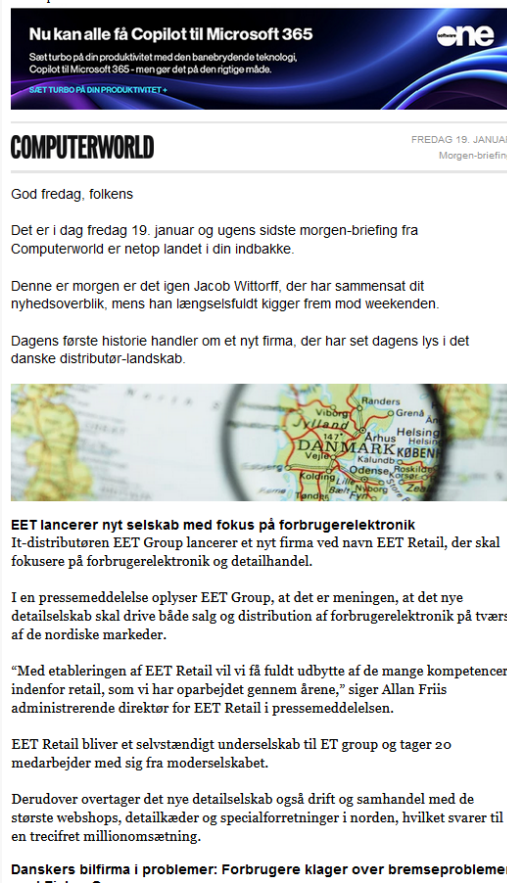 Nu kan alle få Copilot til Microsoft 365
software
one
Sæt turbo på din produktivitet med den banebrydende teknologi,
Copilot til Microsoft 365 - men gør det på den rigtige måde.
SÆT TURBO PÅ DIN PRODUKTIVITET +
COMPUTERWORLD
FREDAG 19. JANUAR
Morgen-briefing
God fredag, folkens
Det er i dag fredag 19. januar og ugens sidste morgen-briefing fra
Computerworld er netop landet i din indbakke.
Denne er morgen er det igen Jacob Wittorff, der har sammensat dit
nyhedsoverblik, mens han længselsfuldt kigger frem mod weekenden.
Dagens første historie handler om et nyt firma, der har set dagens lys i det
danske distributør-landskab.
Randers
Viborg
Grenå
Jylland
147
Århus
Helsing
DANMARK
KØBENH
Vejle
Kalundb
Esbjerg
Odense
Roskilde
Kolding
Korsør
Lille
Bælt
Nyborg
Fyn
Tønder
EET lancerer nyt selskab med fokus på forbrugerelektronik
It-distributøren EET Group lancerer et nyt firma ved navn EET Retail, der skal
fokusere på forbrugerelektronik og detailhandel.
I en pressemeddelelse oplyser EET Group, at det er meningen, at det nye
detailselskab skal drive både salg og distribution af forbrugerelektronik på tværs
af de nordiske markeder.
“Med etableringen af EET Retail vil vi få fuldt udbytte af de mange kompetencer
indenfor retail, som vi har oparbejdet gennem årene,” siger Allan Friis
administrerende direktør for EET Retail i pressemeddelelsen.
EET Retail bliver et selvstændigt underselskab til ET group og tager 20
medarbejder med sig fra moderselskabet.
Derudover overtager det nye detailselskab også drift og samhandel med de
største webshops, detailkæder og specialforretninger i norden, hvilket svarer til
en trecifret millionomsætning.
Danskers bilfirma i problemer: Forbrugere klager over bremseproblemer